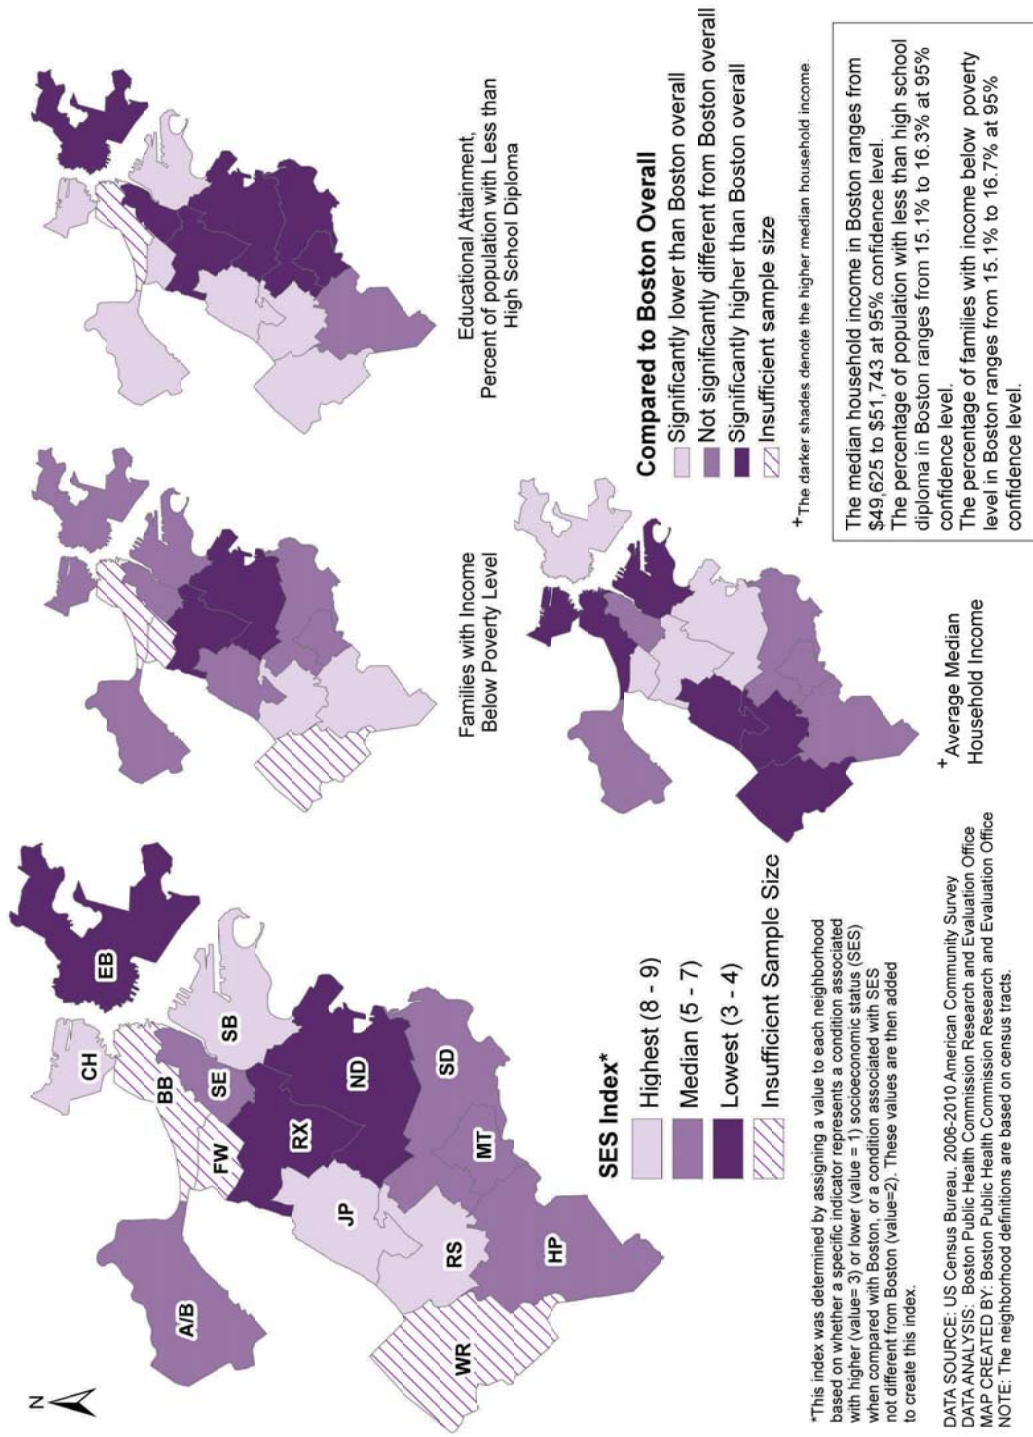 N
A/B
CH
EB
BB
SE
SB
FW
RX
ND
JP
RS
SD
MT
HP
WR
SES Index*
Highest (8 - 9)
Median (5 - 7)
Lowest (3 - 4)
Insufficient Sample Size
*This index was determined by assigning a value to each neighborhood
based on whether a specific indicator represents a condition associated
with higher (value= 3) or lower (value = 1) socioeconomic status (SES)
when compared with Boston, or a condition associated with SES
not different from Boston (value=2). These values are then added
to create this index.
DATA SOURCE: US Census Bureau, 2006-2010 American Community Survey
DATA ANALYSIS: Boston Public Health Commission Research and Evaluation Office
MAP CREATED BY: Boston Public Health Commission Research and Evaluation Office
NOTE: The neighborhood definitions are based on census tracts.
Families with Income
Below Poverty Level
+Average Median
Household Income
Educational Attainment,
Percent of population with Less than
High School Diploma
Compared to Boston Overall
Significantly lower than Boston overall
Not significantly different from Boston overall
Significantly higher than Boston overall
Insufficient sample size
+The darker shades denote the higher median household income.
The median household income in Boston ranges from
$49,625 to $51,743 at 95% confidence level.
The percentage of population with less than high school
diploma in Boston ranges from 15.1% to 16.3% at 95%
confidence level.
The percentage of families with income below poverty
level in Boston ranges from 15.1% to 16.7% at 95%
confidence level.